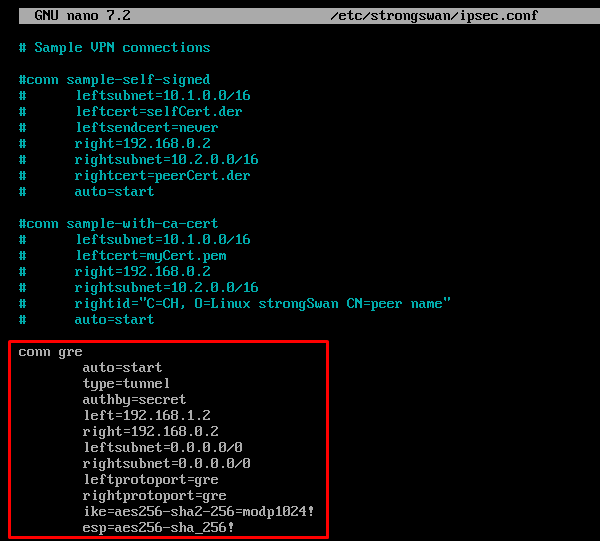 GNU nano 7.2 /etc/strongswan/ipsec.conf
# Sample VPN connections
#conn sample-self-signed
# leftsubnet=10.1.0.0/16
# leftcert=selfCert.der
# leftsendcert=never
# right=192.168.0.2
# rightsubnet=10.2.0.0/16
# rightcert=peerCert.der
# auto=start
#conn sample-with-ca-cert
# leftsubnet=10.1.0.0/16
# leftcert=myCert.pem
# right=192.168.0.2
# rightsubnet=10.2.0.0/16
# rightid="C=CH, O=Linux strongSwan CN=peer name"
# auto=start
conn gre
auto=start
type=tunnel
authby=secret
left=192.168.1.2
right=192.168.0.2
leftsubnet=0.0.0.0/0
rightsubnet=0.0.0.0/0
leftprotoport=gre
rightprotoport=gre
ike=aes256-sha2-256=modp1024!
esp=aes256-sha_256!